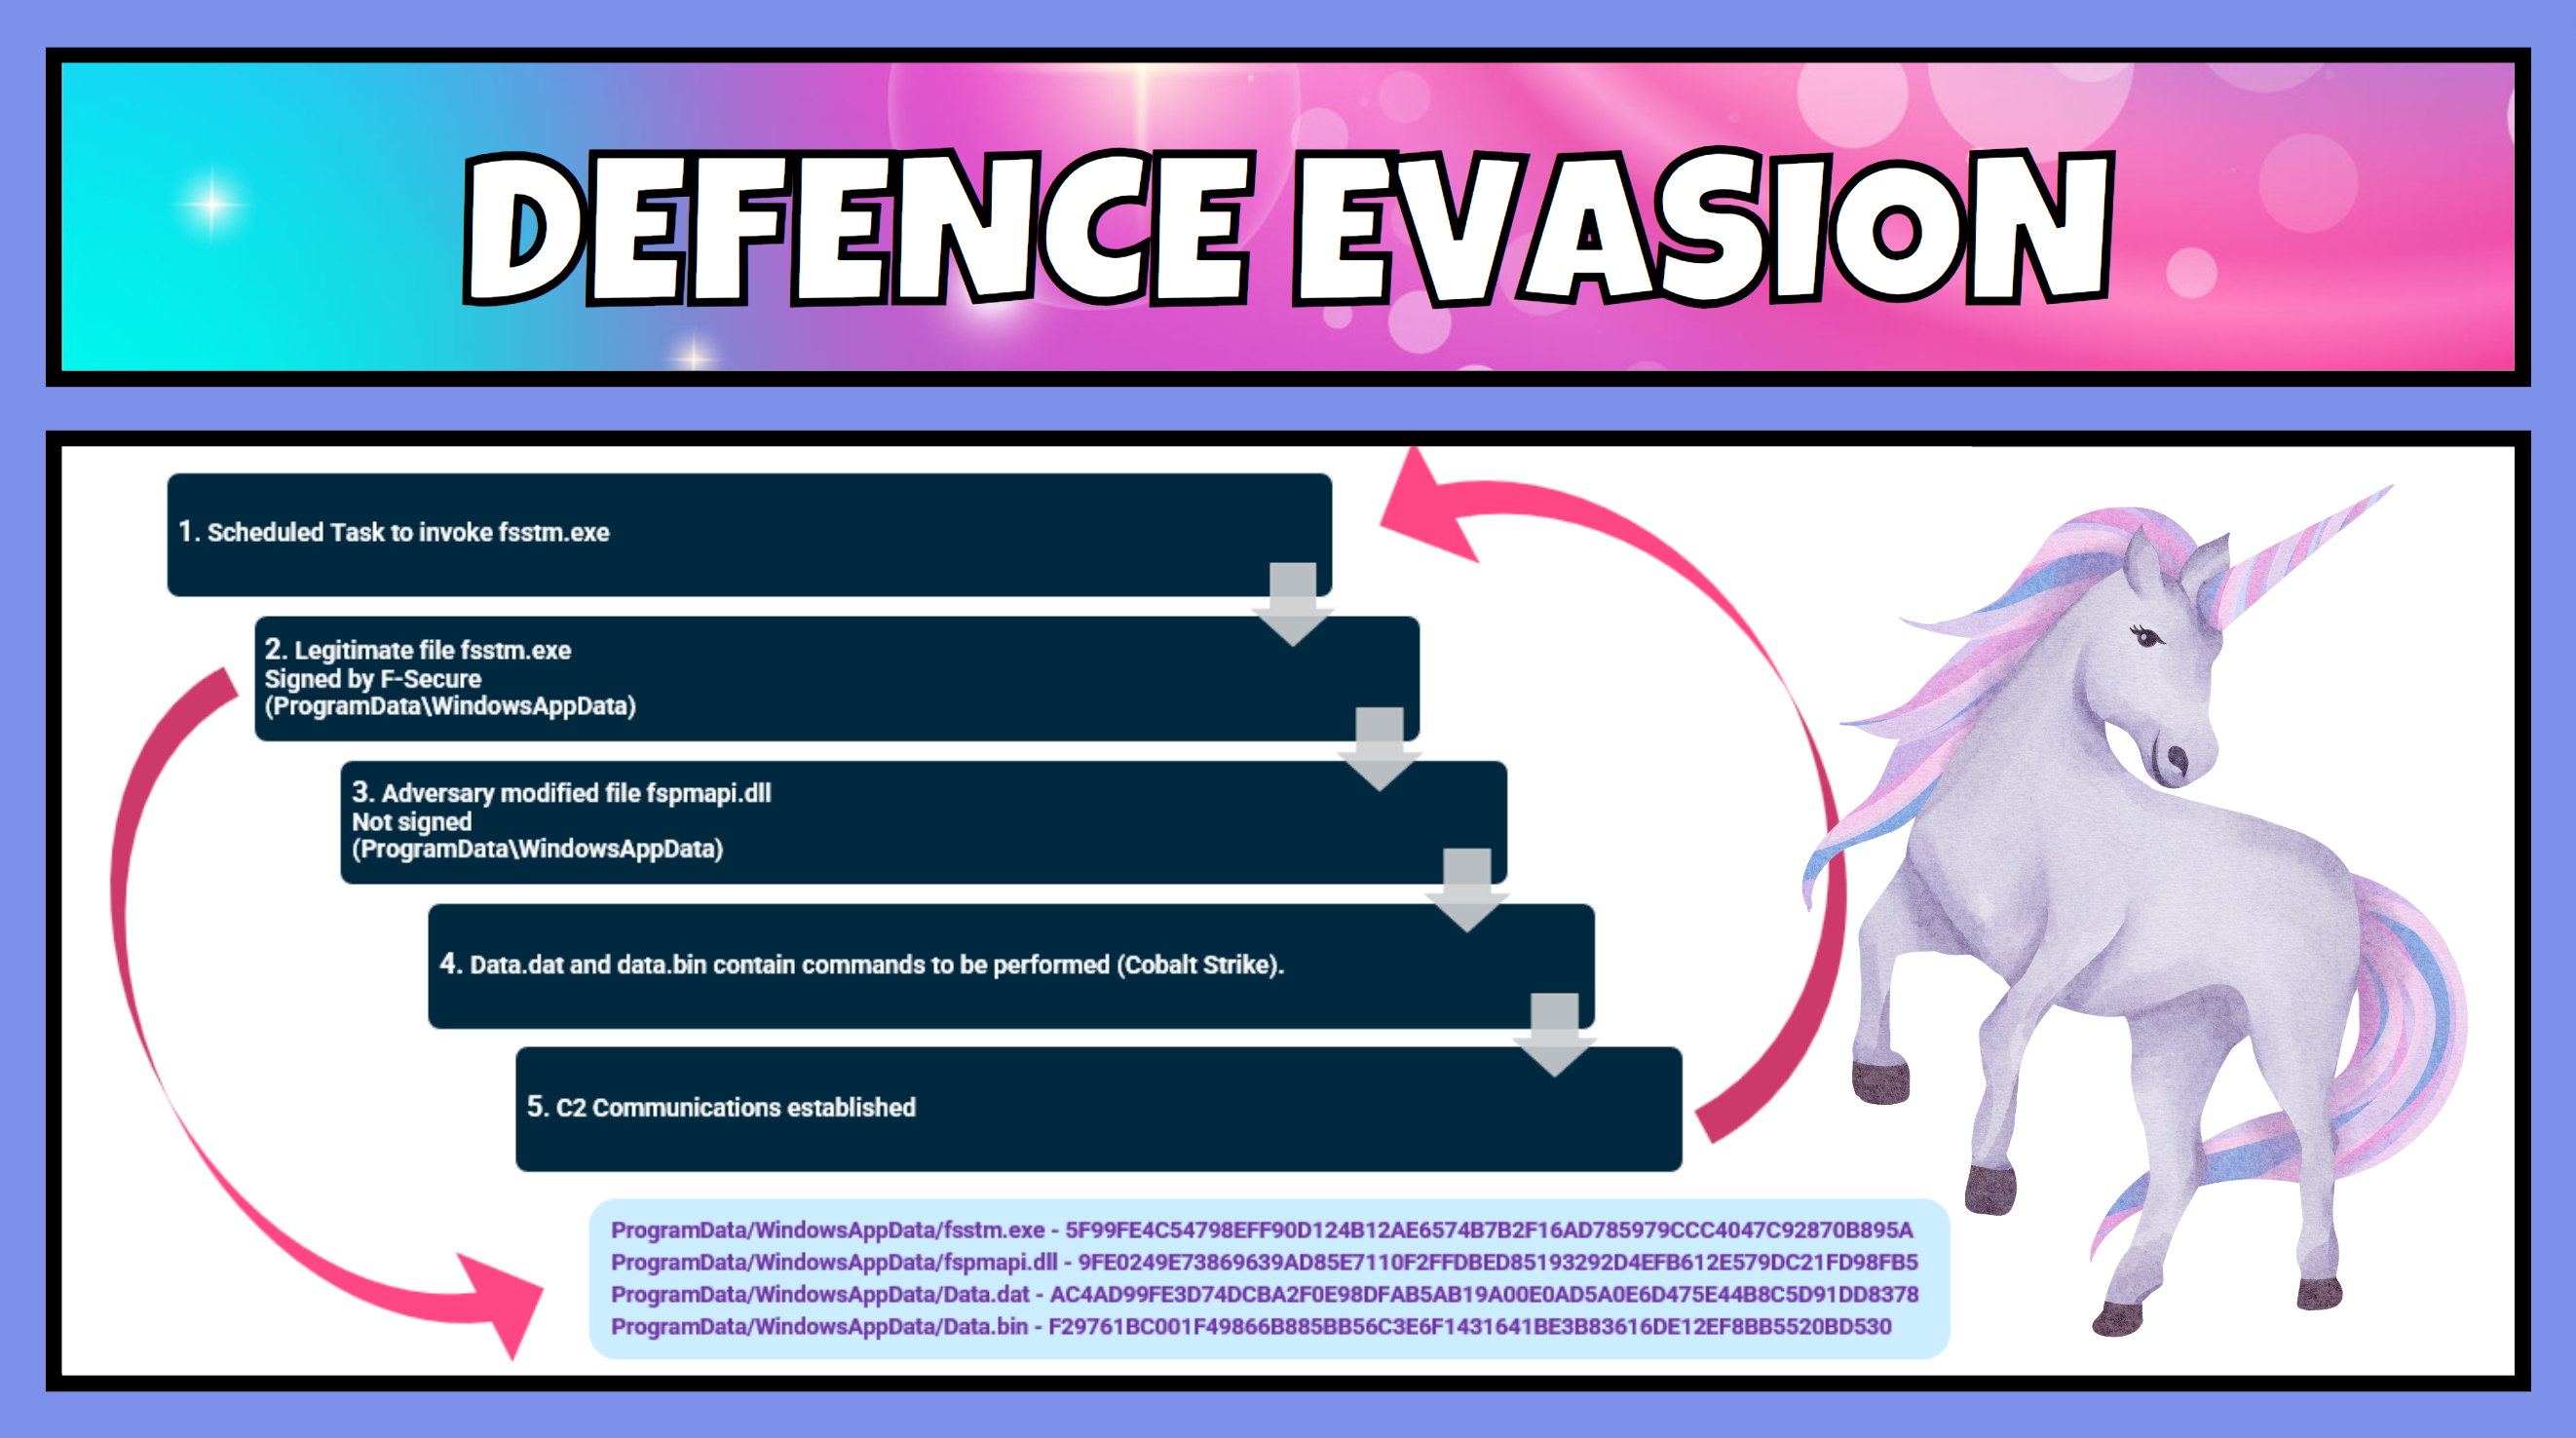 DEFENCE EVASION
1. Scheduled Task to invoke fsstm.exe
2. Legitimate file fsstm.exe
Signed by F-Secure
(ProgramData\WindowsAppData)
3. Adversary modified file fspmapi.dll
Not signed
(ProgramData\WindowsAppData)
4. Data.dat and data.bin contain commands to be performed (Cobalt Strike).
5. C2 Communications established
ProgramData/WindowsAppData/fsstm.exe - 5F99FE4C54798EFF90D124B12AE6574B7B2F16AD785979CCC4047C92870B895A
ProgramData/WindowsAppData/fspmapi.dll - 9FE0249E73869639AD85E7110F2FFDBED85193292D4EFB612E579DC21FD98FB5
ProgramData/WindowsAppData/Data.dat - AC4AD99FE3D74DCBA2F0E98DFAB5AB19A00E0AD5A0E6D475E44B8C5D91DD8378
ProgramData/WindowsAppData/Data.bin - F29761BC001F49866B885BB56C3E6F1431641BE3B83616DE12EF8BB5520BD530